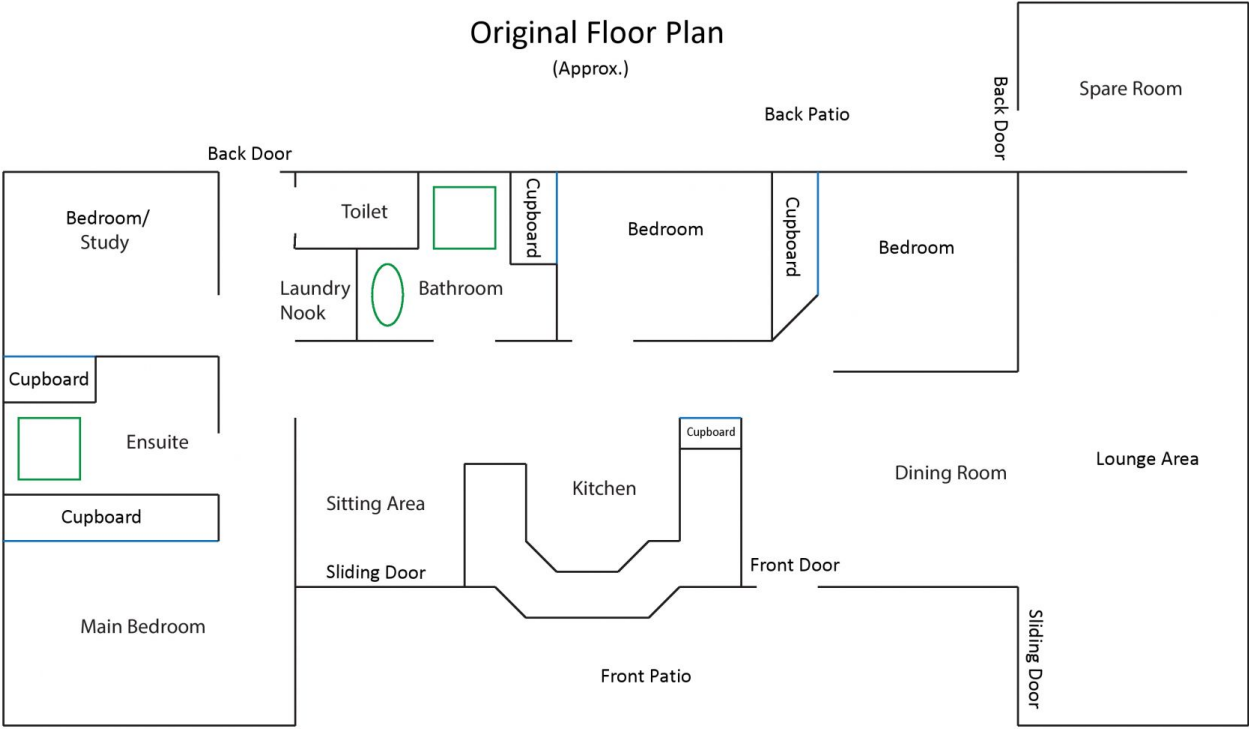 Original Floor Plan
(Approx.)
Back Door
Spare Room
Back Patio
Back Door
Bedroom/
Study
Toilet
Cupboard
Bedroom
Cupboard
Bedroom
Laundry
Nook
Bathroom
Cupboard
Ensuite
Cupboard
Sitting Area
Kitchen
Cupboard
Dining Room
Lounge Area
Sliding Door
Front Door
Main Bedroom
Front Patio
Sliding Door